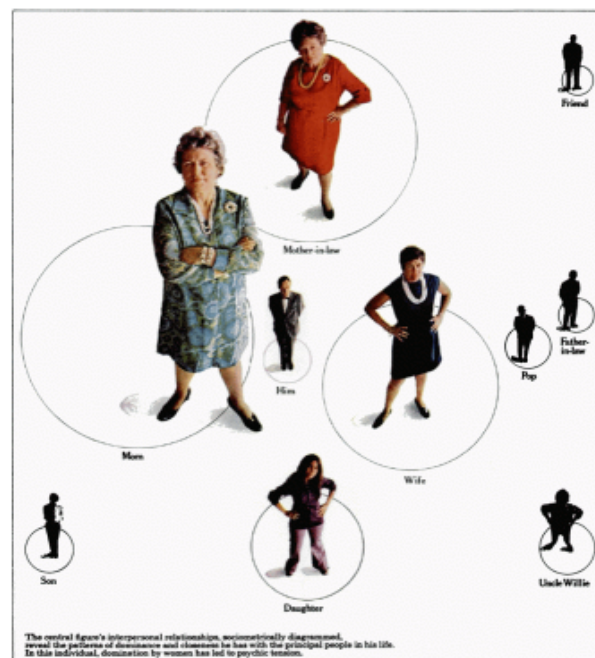 Friend
Mother-in-law
Father-
in-law
Pop
Him
Mom
Wife
Son
Daughter
Uncle Willie
The central figure's interpersonal relationships, sociometrically diagrammed,
reveal the patterns of dominance and closeness he has with the principal people in his life.
In this individual, domination by women has led to psychic tension.